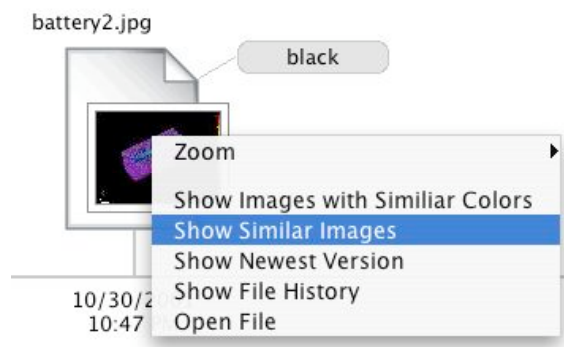 battery2.jpg
black
Zoom
Show Images with Similiar Colors
Show Similar Images
Show Newest Version
Show File History
Open File
10/30/2
10:47